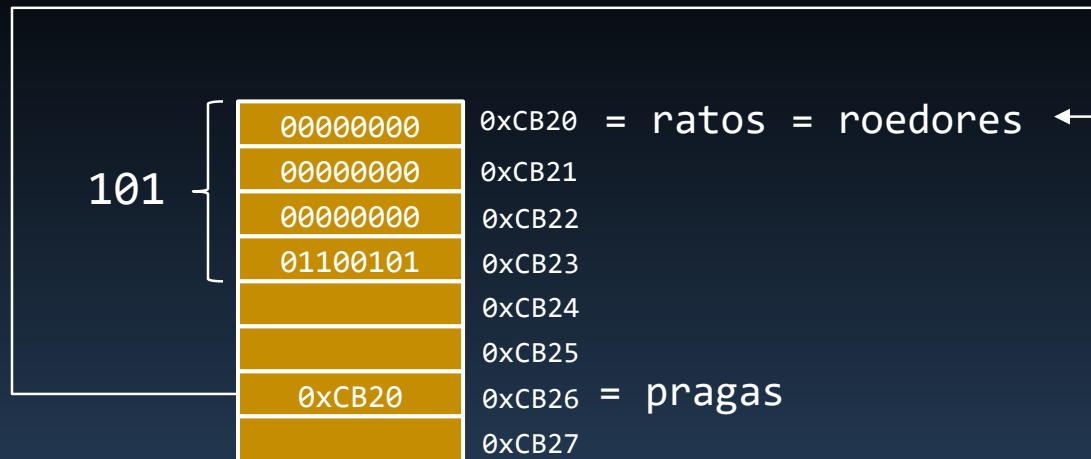 00000000 0xCB20 = ratos = roedores
00000000 0xCB21
101
00000000 0xCB22
01100101 0xCB23
0xCB24
0xCB25
0xCB20 0xCB26 = pragas
0xCB27